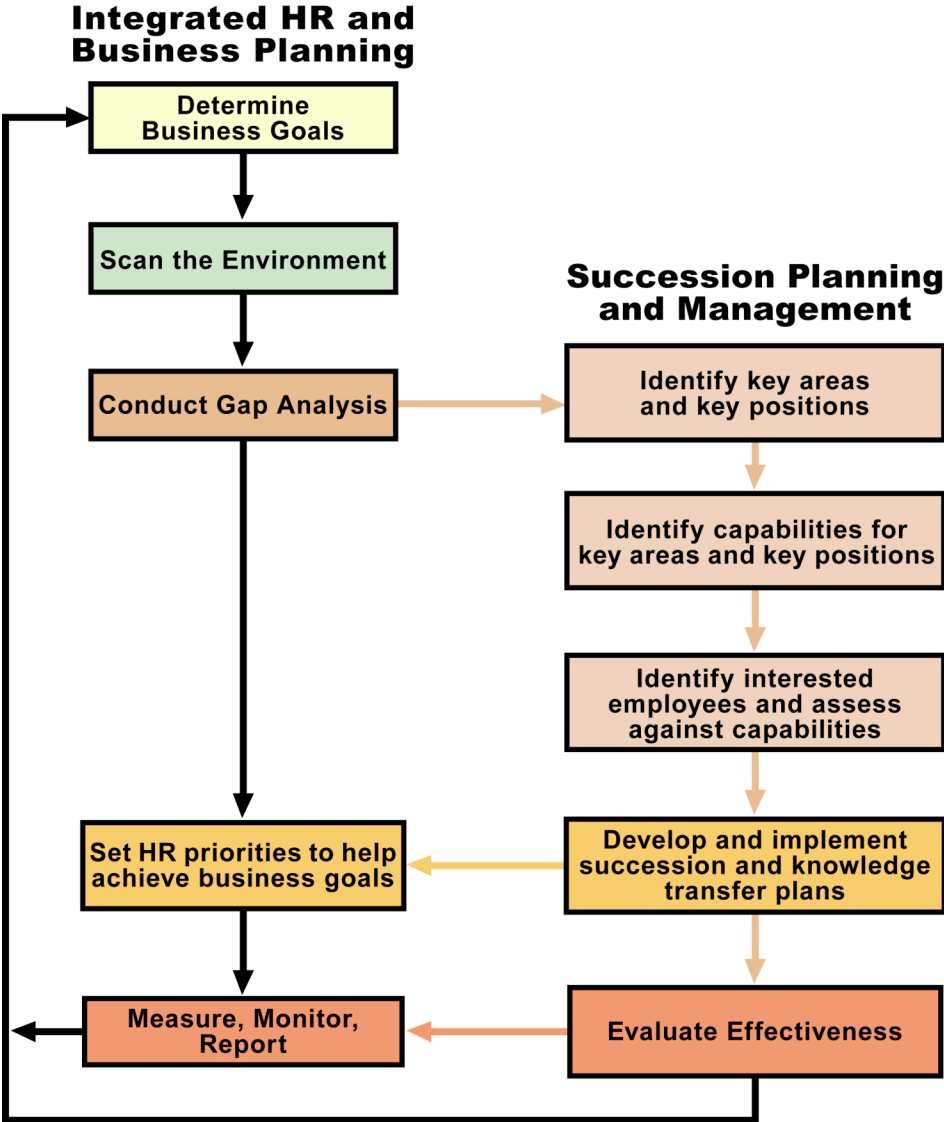 Integrated HR and
Business Planning
Determine
Business Goals
Scan the Environment
Conduct Gap Analysis
Set HR priorities to help
achieve business goals
Measure, Monitor,
Report
Succession Planning
and Management
Identify key areas
and key positions
Identify capabilities for
key areas and key positions
Identify interested
employees and assess
against capabilities
Develop and implement
succession and knowledge
transfer plans
Evaluate Effectiveness